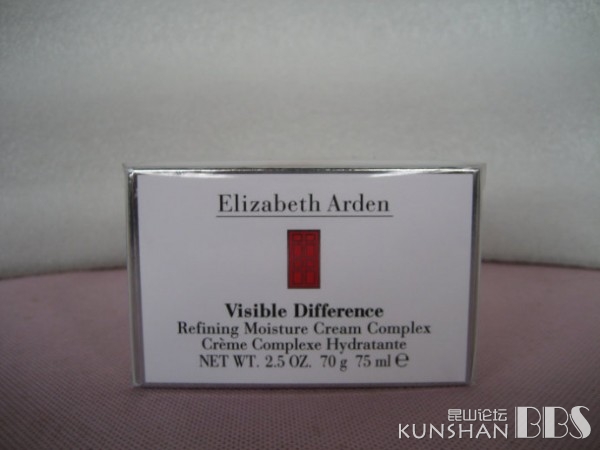 Elizabeth Arden
Visible Difference
Refining Moisture Cream Complex
Crème Complexe Hydratante
NET WT. 2.5 OZ. 70 g 75 ml ℮
昆山论坛
KUNSHAN BBS